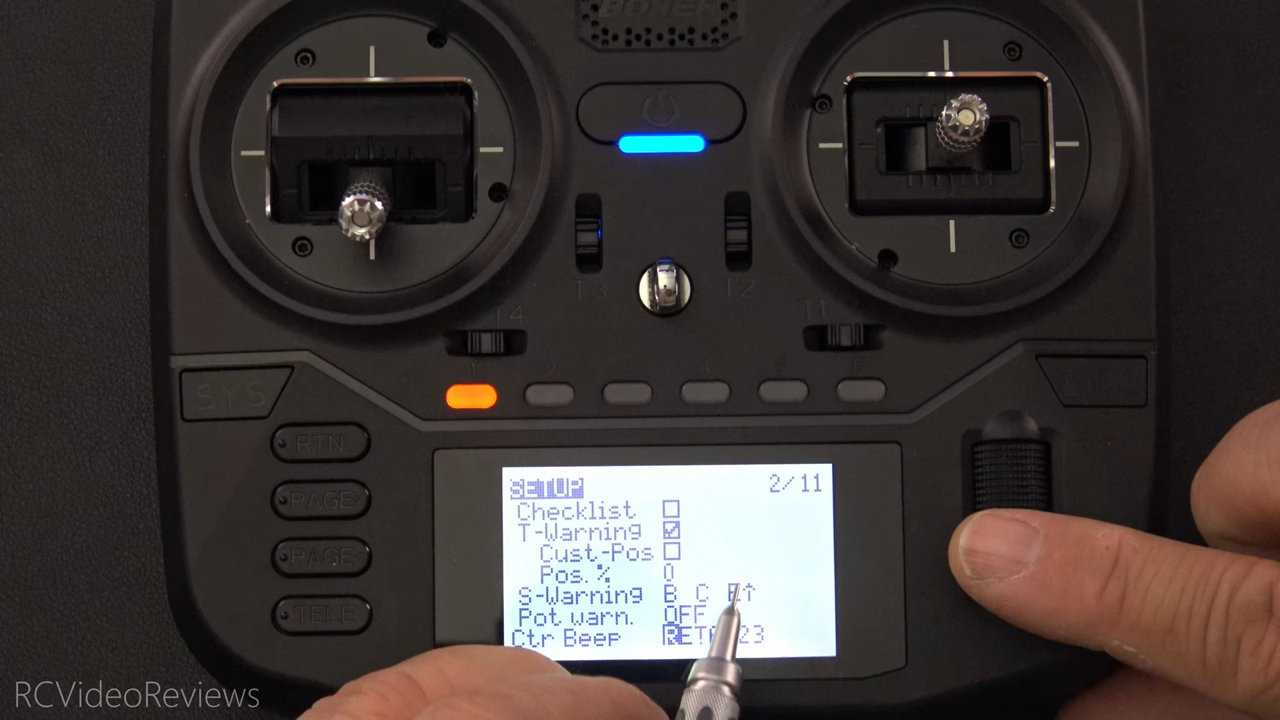 BOXER
T3
T2
T4
T1
SYS
RTN
PAGE
PAGE
TELE
SETUP 2/11
Checklist
T-Warning
Cust-Pos
Pos. % 0
S-Warning B C E↑
Pot warn. OFF
Ctr Beep
RCVideoReviews